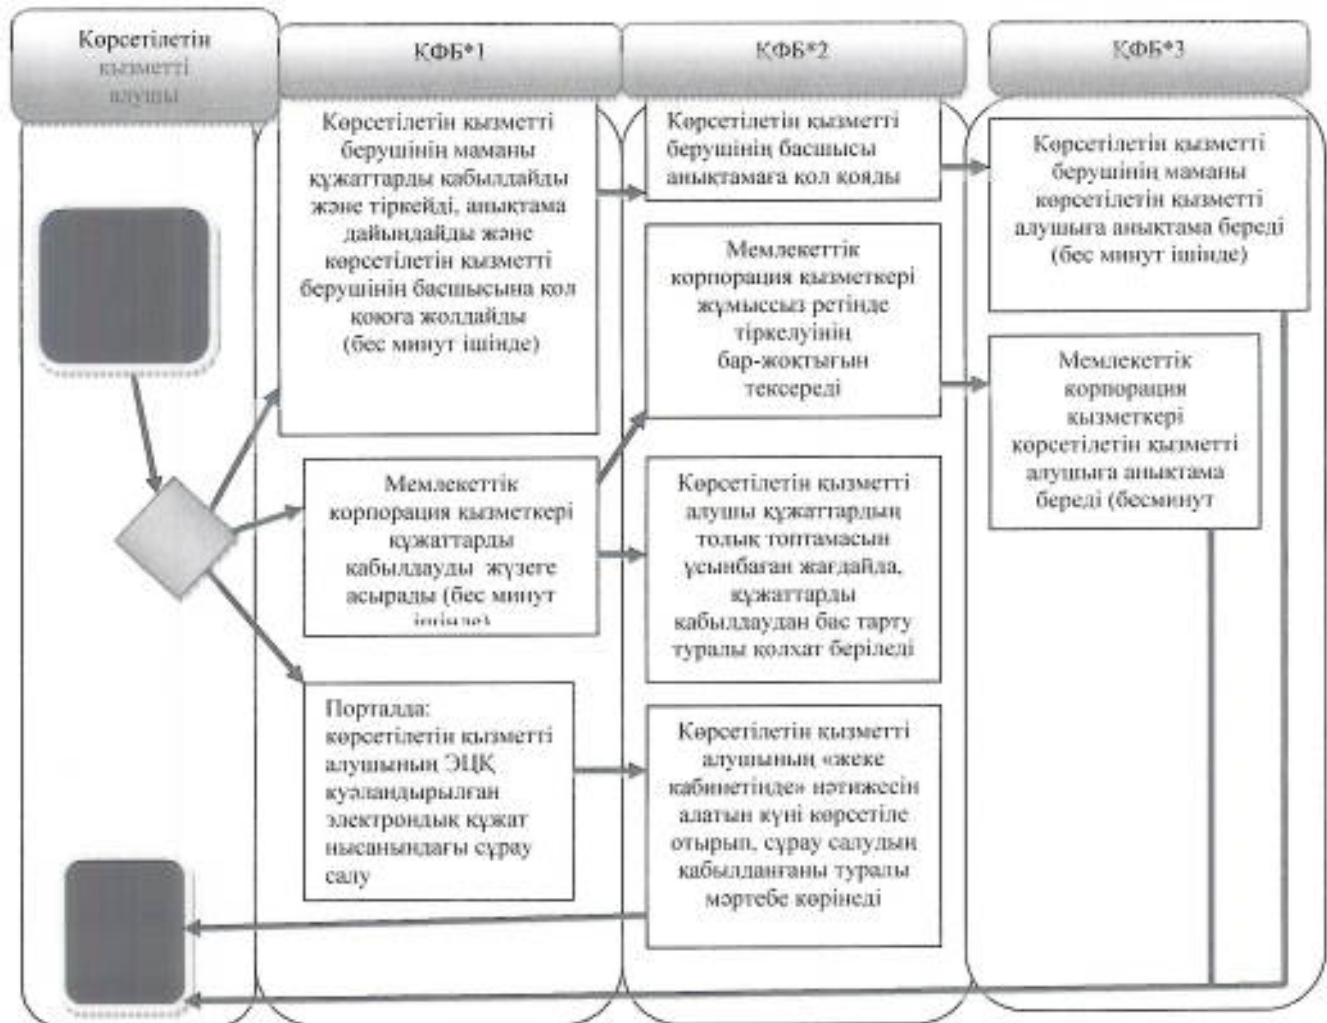 Көрсетілетін
қызметті
алушы
ҚФБ*1
ҚФБ*2
ҚФБ*3
Көрсетілетін қызметті
берушінің маманы
құжаттарды қабылдайды
және тіркейді, анықтама
дайындайды және
көрсетілетін қызметті
берушінің басшысына қол
қоюға жолдайды
(бес минут ішінде)
Мемлекеттік
корпорация қызметкері
құжаттарды
қабылдауды жүзеге
асырады (бес минут
ішінде)
Порталда:
көрсетілетін қызметті
алушының ЭЦҚ
куәландырылған
электрондық құжат
нысанындағы сұрау
салу
Көрсетілетін қызметті
берушінің басшысы
анықтамаға қол қояды
Мемлекеттік
корпорация қызметкері
жұмыссыз ретінде
тіркелуінің
бар-жоқтығын
тексереді
Көрсетілетін қызметті
алушы құжаттардың
толық топтамасын
ұсынбаған жағдайда,
құжаттарды
қабылдаудан бас тарту
туралы қолхат беріледі
Көрсетілетін қызметті
алушының «жеке
кабинетінде» нәтижесін
алатын күні көрсетіле
отырып, сұрау салудың
қабылданғаны туралы
мәртебе көрінеді
Көрсетілетін қызметті
берушінің маманы
көрсетілетін қызметті
алушыға анықтама береді
(бес минут ішінде)
Мемлекеттік
корпорация
қызметкері
көрсетілетін қызметті
алушыға анықтама
береді (бесминут